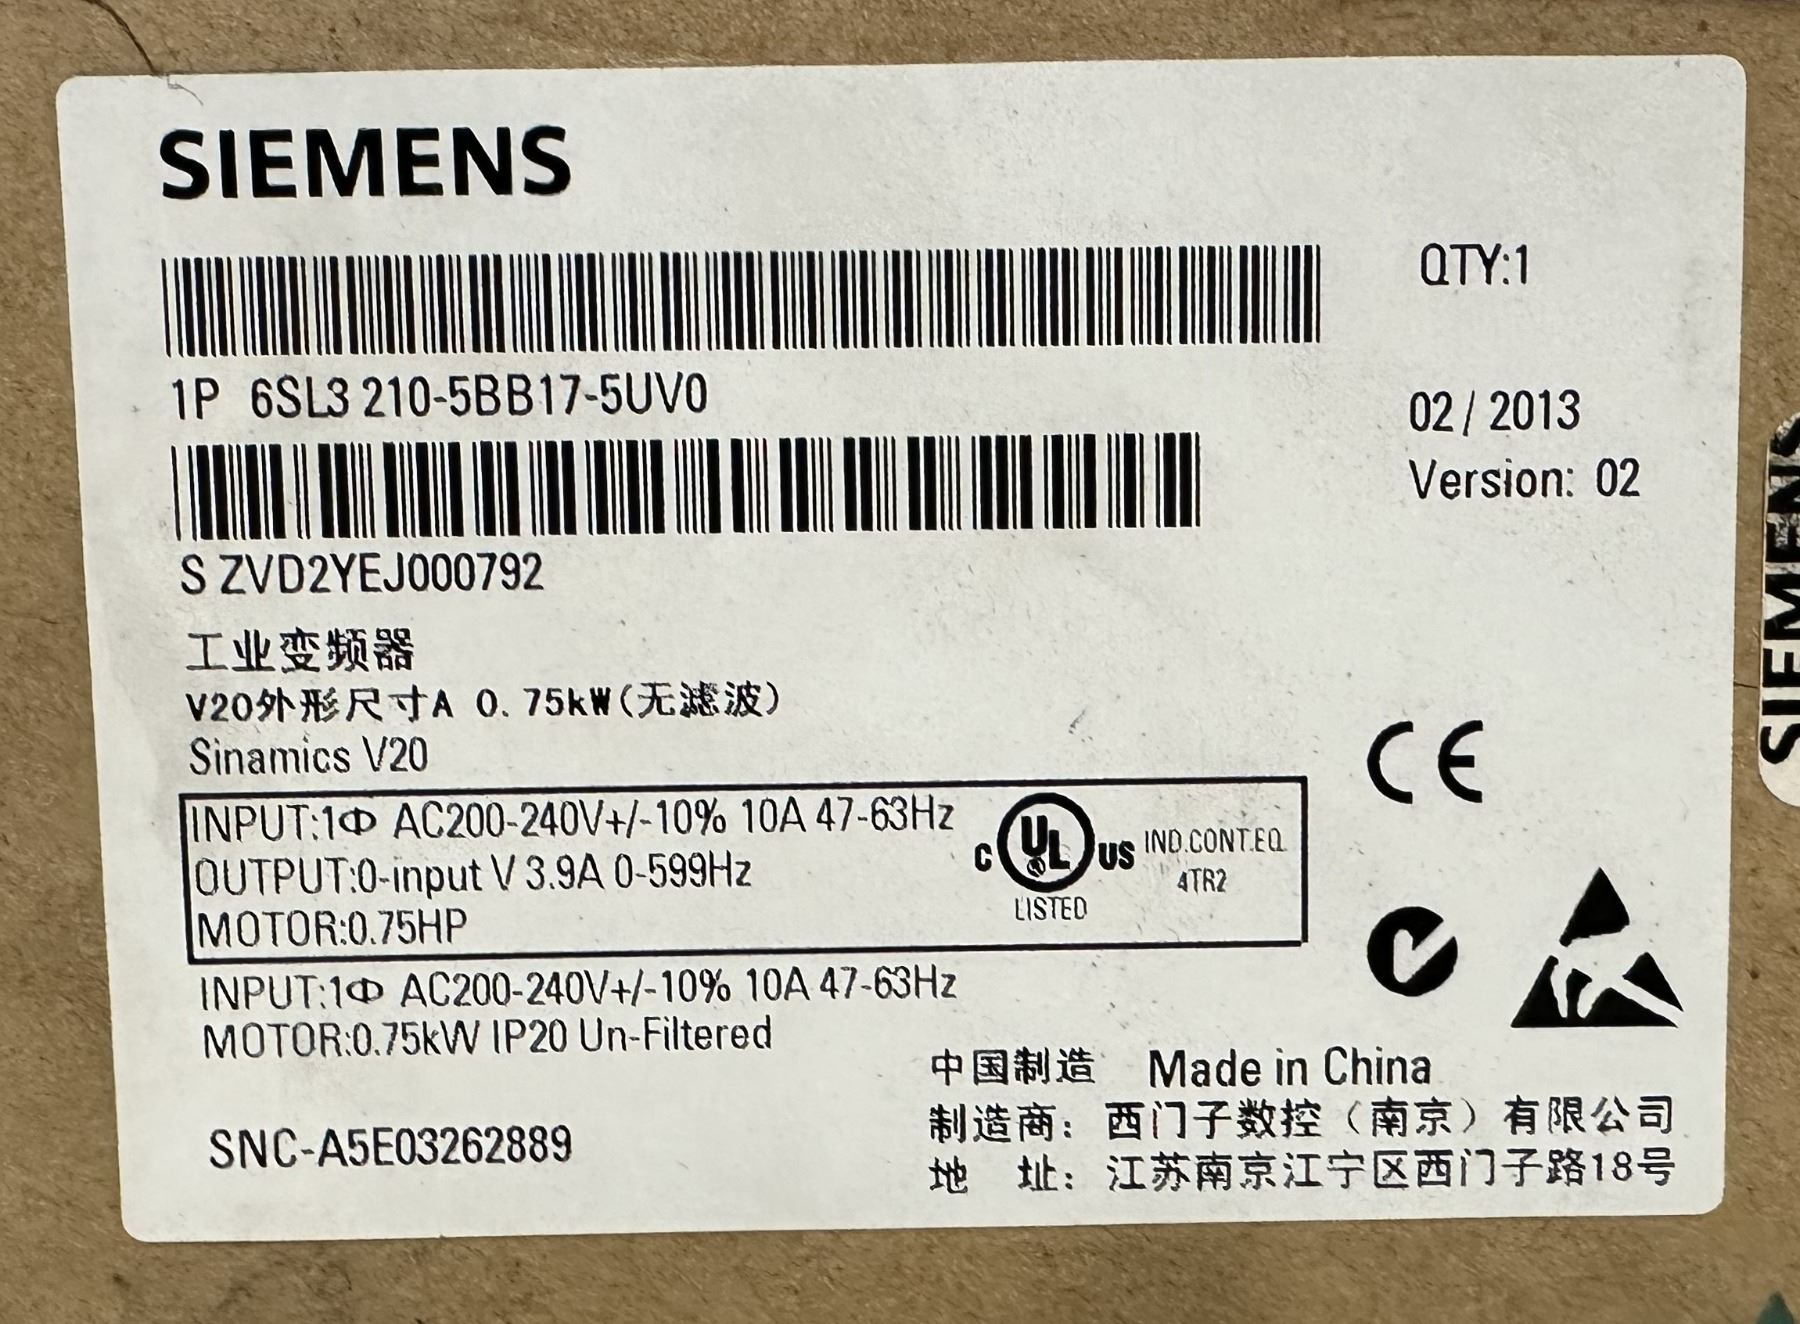 SIEMENS
QTY:1
1P 6SL3 210-5BB17-5UV0
02 / 2013
Version: 02
S ZVD2YEJ000792
工业变频器
V20外形尺寸A 0.75kW(无滤波)
Sinamics V20
INPUT:1Φ AC200-240V+/-10% 10A 47-63Hz
OUTPUT:0-input V 3.9A 0-599Hz
MOTOR:0.75HP
C UL US IND.CONT.EQ
4TR2
LISTED
CE
INPUT:1Φ AC200-240V+/-10% 10A 47-63Hz
MOTOR:0.75kW IP20 Un-Filtered
中国制造 Made in China
制造商: 西门子数控（南京）有限公司
地 址: 江苏南京江宁区西门子路18号
SNC-A5E03262889
SIEMENS